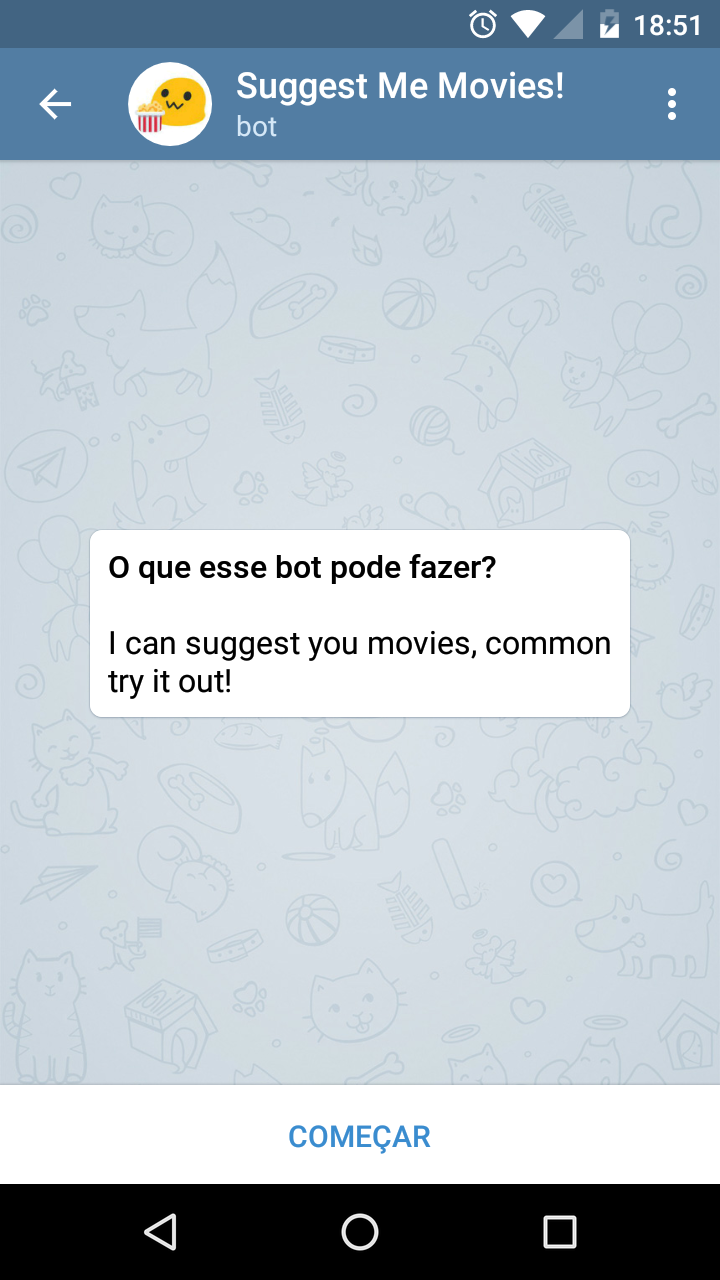 18:51
Suggest Me Movies!
bot
O que esse bot pode fazer?
I can suggest you movies, common
try it out!
COMEÇAR